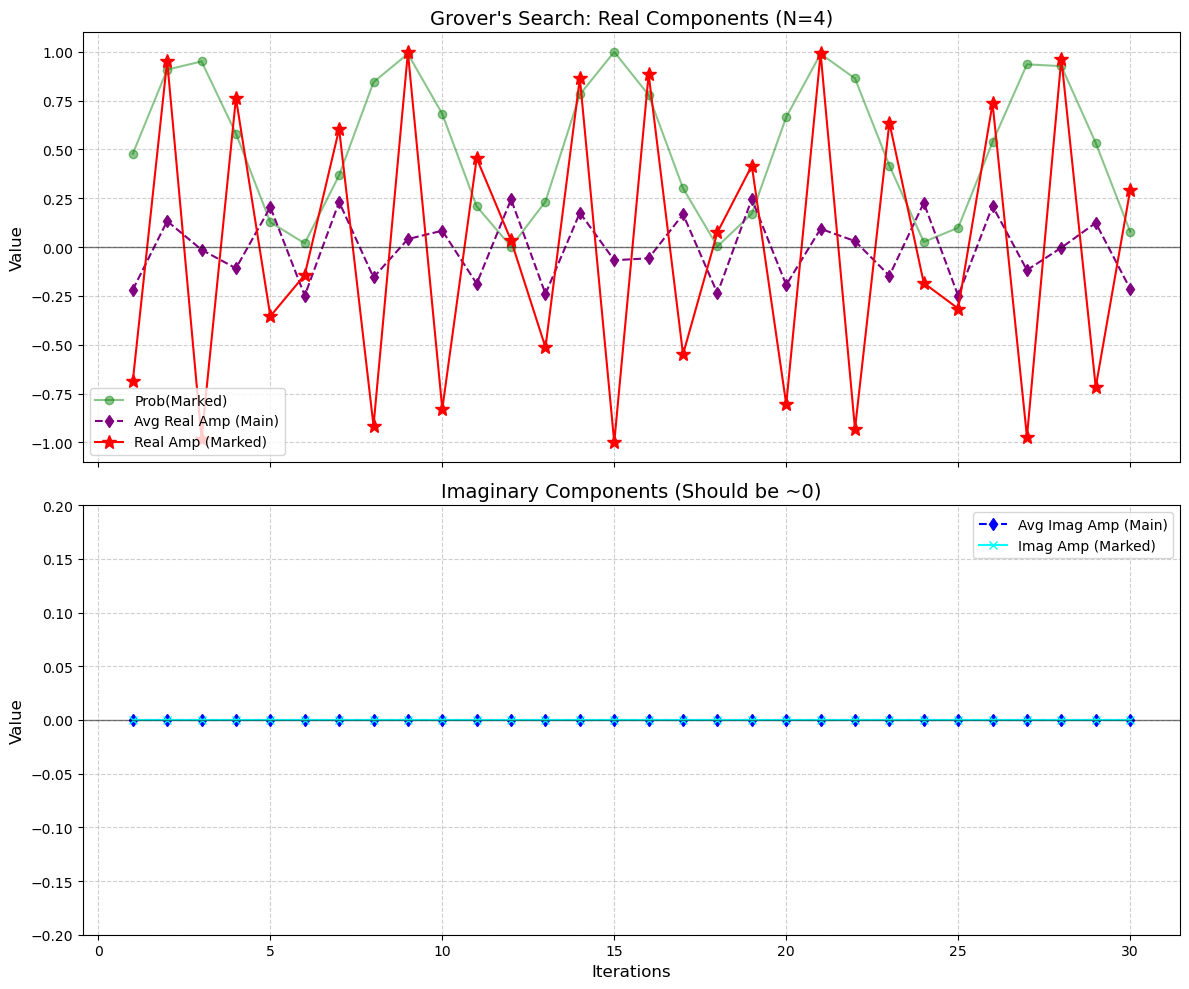 Grover's Search: Real Components (N=4)
1.00
0.75
0.50
0.25
0.00
−0.25
−0.50
−0.75
−1.00
Value
Prob(Marked)
Avg Real Amp (Main)
Real Amp (Marked)
Imaginary Components (Should be ~0)
0.20
0.15
0.10
0.05
0.00
−0.05
−0.10
−0.15
−0.20
Value
Avg Imag Amp (Main)
Imag Amp (Marked)
0 5 10 15 20 25 30
Iterations